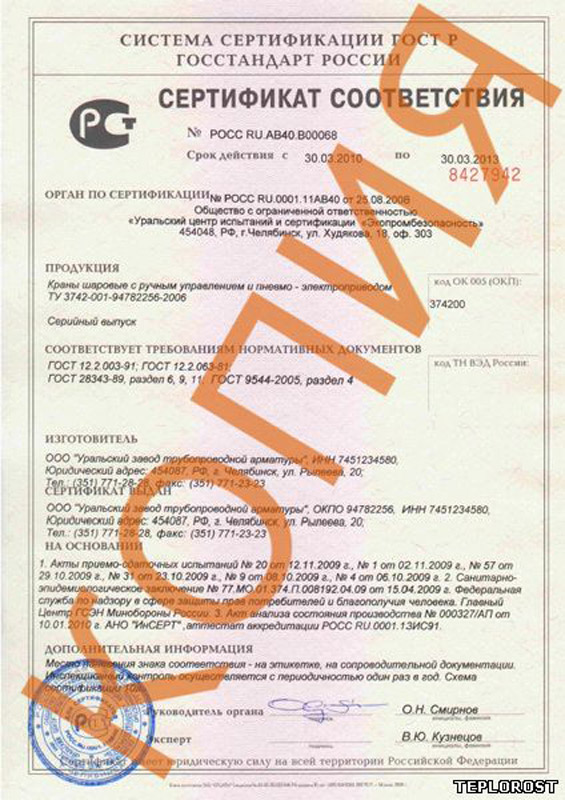 СИСТЕМА СЕРТИФИКАЦИИ ГОСТ Р
ГОССТАНДАРТ РОССИИ
СЕРТИФИКАТ СООТВЕТСТВИЯ
№ РОСС RU.АВ40.В00068
Срок действия с 30.03.2010 по 30.03.2013
8427942
ОРГАН ПО СЕРТИФИКАЦИИ № РОСС RU.0001.11АВ40 от 25.08.2006
Общество с ограниченной ответственностью
«Уральский центр испытаний и сертификации «Экопромбезопасность»
454048, РФ, г.Челябинск, ул. Худякова, 18, оф. 303
ПРОДУКЦИЯ
Краны шаровые с ручным управлением и пневмо - электроприводом
ТУ 3742-001-94782256-2006
Серийный выпуск
код ОК 005 (ОКП):
374200
СООТВЕТСТВУЕТ ТРЕБОВАНИЯМ НОРМАТИВНЫХ ДОКУМЕНТОВ
ГОСТ 12.2.003-91, ГОСТ 12.2.063-81,
ГОСТ 28343-89, раздел 6, 9, 11, ГОСТ 9544-2005, раздел 4
код ТН ВЭД России:
ИЗГОТОВИТЕЛЬ
ООО "Уральский завод трубопроводной арматуры", ИНН 7451234580,
Юридический адрес: 454087, РФ, г. Челябинск, ул. Рылеева, 20;
Тел.: (351) 771-28-28, факс: (351) 771-23-23
СЕРТИФИКАТ ВЫДАН
ООО "Уральский завод трубопроводной арматуры", ОКПО 94782256, ИНН 7451234580,
Юридический адрес: 454087, РФ, г. Челябинск, ул. Рылеева, 20;
Тел.: (351) 771-28-28, факс: (351) 771-23-23
НА ОСНОВАНИИ
1. Акты приемо-сдаточных испытаний № 20 от 12.11.2009 г., № 1 от 02.11.2009 г., № 57 от
29.10.2009 г., № 31 от 23.10.2009 г., № 9 от 08.10.2009 г., № 4 от 06.10.2009 г. 2. Санитарно-
эпидемиологическое заключение № 77.МО.01.374.П.008192.04.09 от 15.04.2009 г. Федеральная
служба по надзору в сфере защиты прав потребителей и благополучия человека. Главный
Центр ГСЭН Минобороны России. 3. Акт анализа состояния производства № 000327/АП от
10.01.2010 г. АНО "ИнСЕРТ", аттестат аккредитации РОСС RU.0001.13ИС91.
ДОПОЛНИТЕЛЬНАЯ ИНФОРМАЦИЯ
Место нанесения знака соответствия - на этикетке, на сопроводительной документации.
Инспекционный контроль осуществляется с периодичностью один раз в год. Схема
сертификации
Руководитель органа О.Н. Смирнов
подпись инициалы, фамилия
Эксперт В.Ю. Кузнецов
подпись инициалы, фамилия
Сертификат имеет юридическую силу на всей территории Российской Федерации
КОПИЯ
TEPLOROST